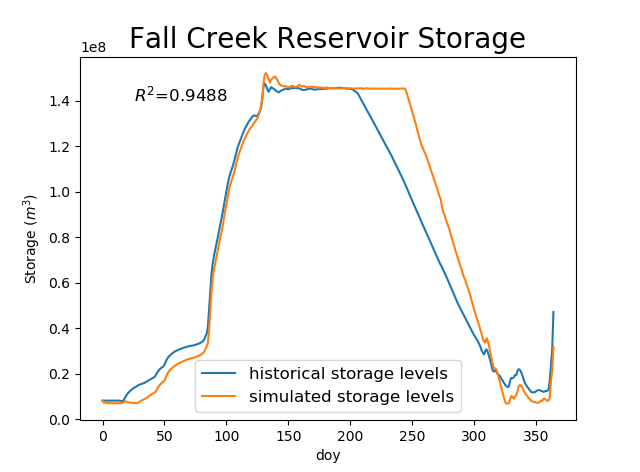 Fall Creek Reservoir Storage
1e8
R²=0.9488
1.4
1.2
1.0
0.8
0.6
0.4
0.2
0.0
Storage (m³)
historical storage levels
simulated storage levels
0 50 100 150 200 250 300 350
doy